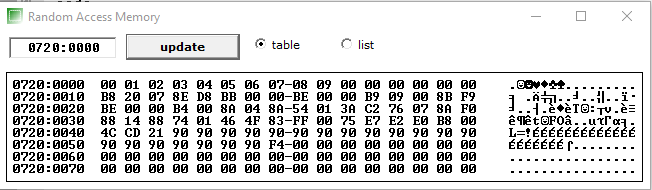 Random Access Memory
0720:0000 update table list
0720:0000 00 01 02 03 04 05 06 07-08 09 00 00 00 00 00 00 .☺☻♥♦♣♠.........
0720:0010 B8 20 07 8E D8 BB 00 00-BE 00 00 B9 09 00 8B F9 ╕ .Ä╪╗..╛..╣..ï∙
0720:0020 BE 00 00 B4 00 8A 04 8A-54 01 3A C2 76 07 8A F0 ╛..┤.è♦èT☺:┬v.è≡
0720:0030 88 14 88 74 01 46 4F 83-FF 00 75 E7 E2 E0 B8 00 ê¶êt☺FOâ .uτΓα╕.
0720:0040 4C CD 21 90 90 90 90 90-90 90 90 90 90 90 90 90 L═!ÉÉÉÉÉÉÉÉÉÉÉÉÉ
0720:0050 90 90 90 90 90 90 90 F4-00 00 00 00 00 00 00 00 ÉÉÉÉÉÉÉ⌠........
0720:0060 00 00 00 00 00 00 00 00-00 00 00 00 00 00 00 00 ................
0720:0070 00 00 00 00 00 00 00 00-00 00 00 00 00 00 00 00 ................